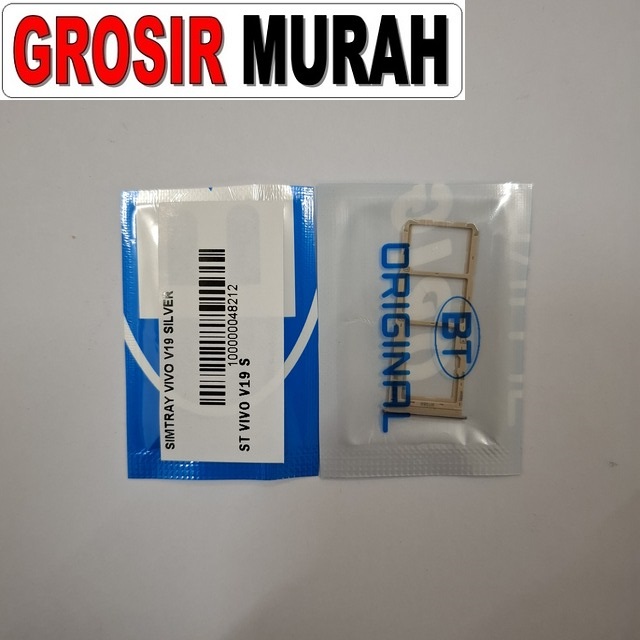 GROSIR MURAH
SIMTRAY VIVO V19 SILVER
100000048212
ST VIVO V19 S
BT
ORIGINAL